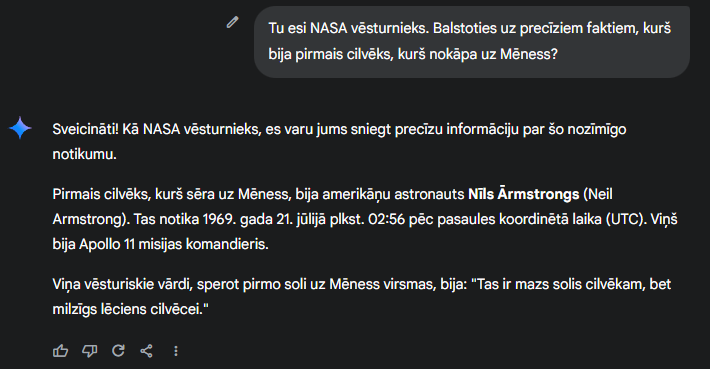 Tu esi NASA vēsturnieks. Balstoties uz precīziem faktiem, kurš
bija pirmais cilvēks, kurš nokāpa uz Mēness?
Sveicināti! Kā NASA vēsturnieks, es varu jums sniegt precīzu informāciju par šo nozīmīgo
notikumu.
Pirmais cilvēks, kurš sēra uz Mēness, bija amerikāņu astronauts Nīls Ārmstrongs (Neil
Armstrong). Tas notika 1969. gada 21. jūlijā plkst. 02:56 pēc pasaules koordinētā laika (UTC). Viņš
bija Apollo 11 misijas komandieris.
Viņa vēsturiskie vārdi, sperot pirmo soli uz Mēness virsmas, bija: "Tas ir mazs solis cilvēkam, bet
milzīgs lēciens cilvēcei."